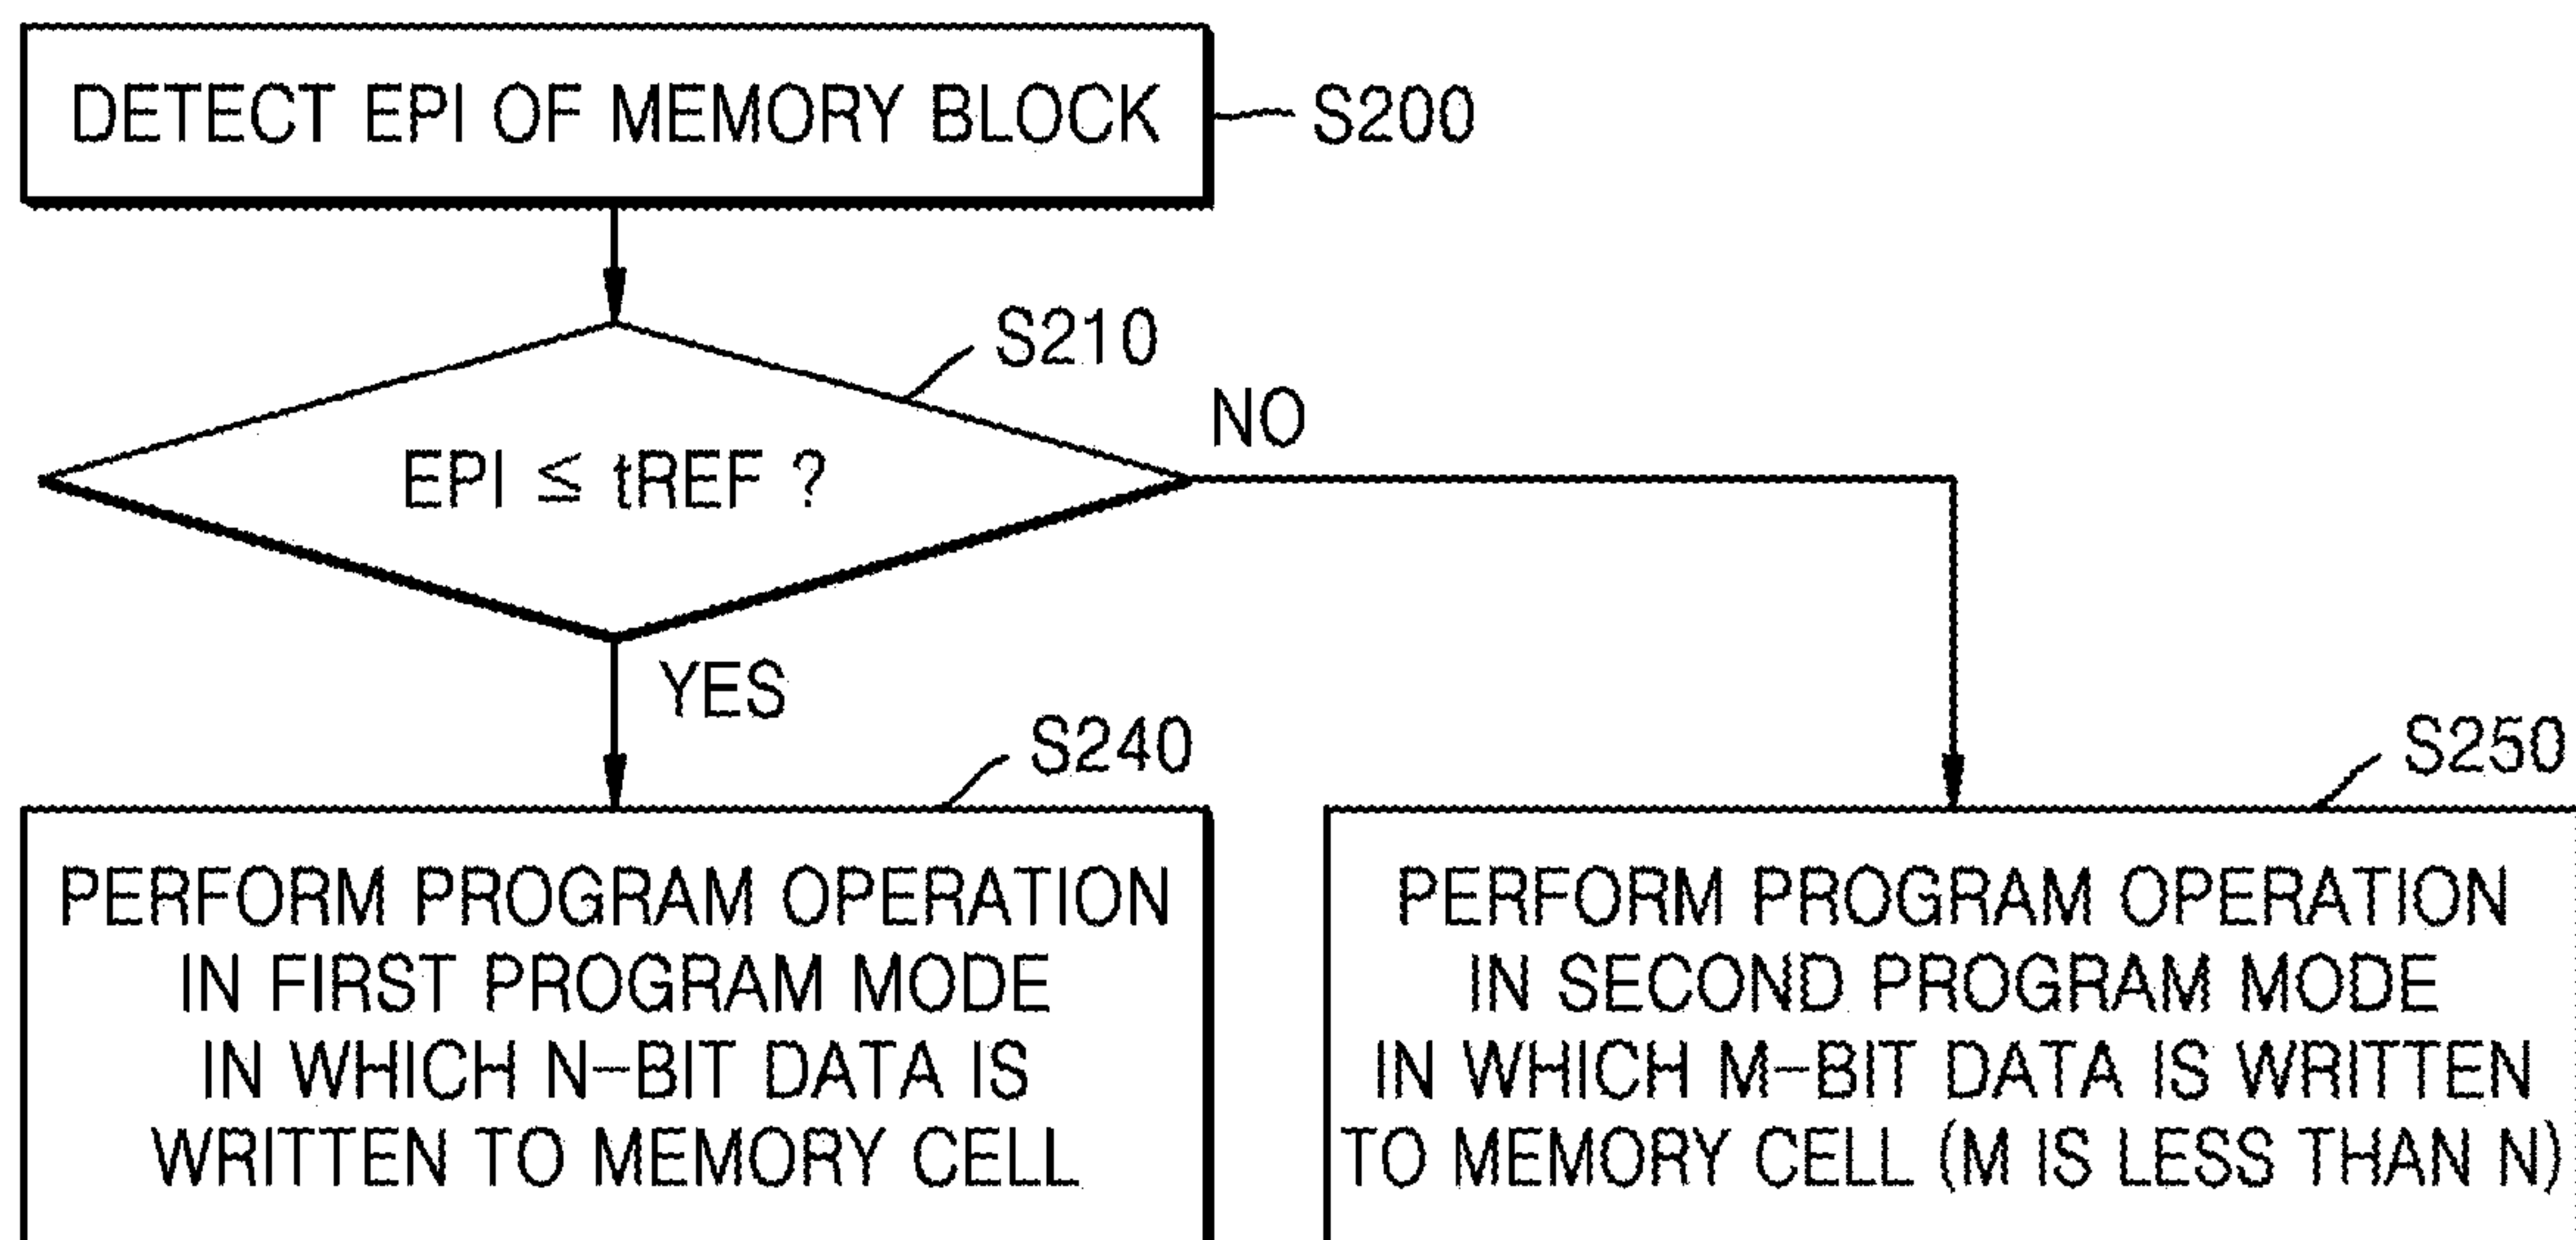 DETECT EPI OF MEMORY BLOCK
S200
S210
NO
EPI ≤ tREF ?
YES
S240
S250
PERFORM PROGRAM OPERATION
IN FIRST PROGRAM MODE
IN WHICH N-BIT DATA IS
WRITTEN TO MEMORY CELL
PERFORM PROGRAM OPERATION
IN SECOND PROGRAM MODE
IN WHICH M-BIT DATA IS WRITTEN
TO MEMORY CELL (M IS LESS THAN N)